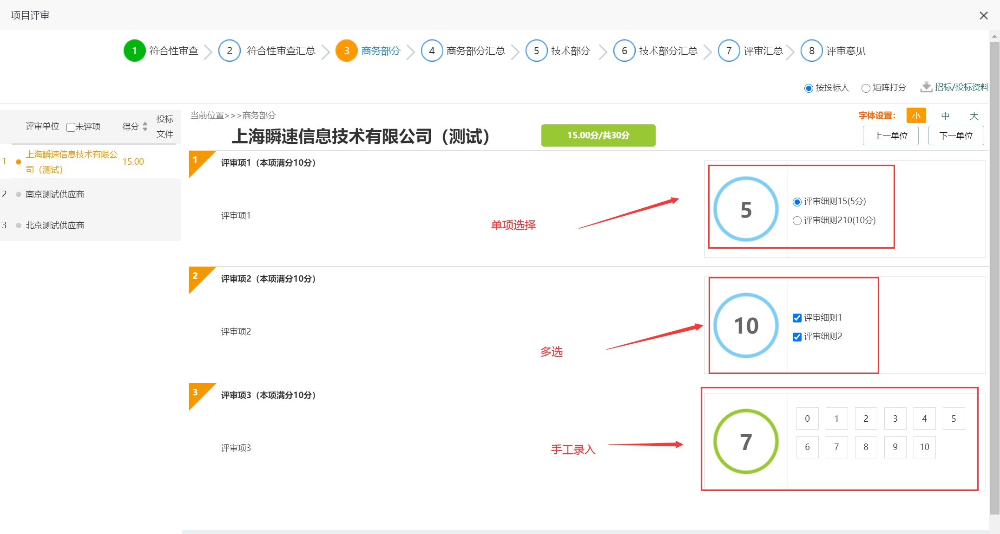 项目评审
1 符合性审查 2 符合性审查汇总 3 商务部分 4 商务部分汇总 5 技术部分 6 技术部分汇总 7 评审汇总 8 评审意见
按投标人 矩阵打分 招标/投标资料
评审单位 未评项 得分 投标
文件
1 上海瞬速信息技术有限公
司（测试） 15.00
2 南京测试供应商
3 北京测试供应商
当前位置>>>商务部分
字体设置： 小 中 大
上海瞬速信息技术有限公司（测试）
15.00分/共30分
上一单位 下一单位
1 评审项1（本项满分10分）
评审项1
单项选择
5
评审细则15(5分)
评审细则210(10分)
2 评审项2（本项满分10分）
评审项2
多选
10
评审细则1
评审细则2
3 评审项3（本项满分10分）
评审项3
手工录入
7
0 1 2 3 4 5
6 7 8 9 10